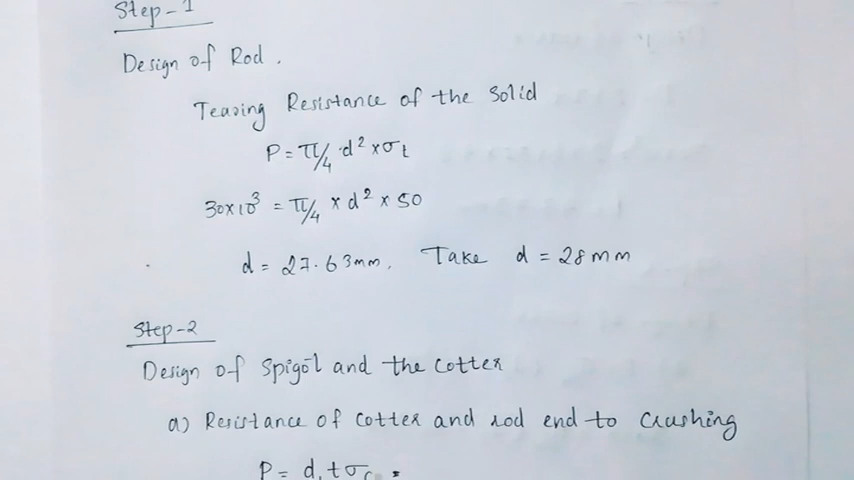 Step-1
Design of Rod.
Tearing Resistance of the solid
P = π/4 d² × σt
30×10³ = π/4 × d² × 50
d = 27.63mm. Take d = 28mm
Step-2
Design of Spigot and the Cotter
a) Resistance of Cotter and rod end to Crushing
P = d₁ t σc